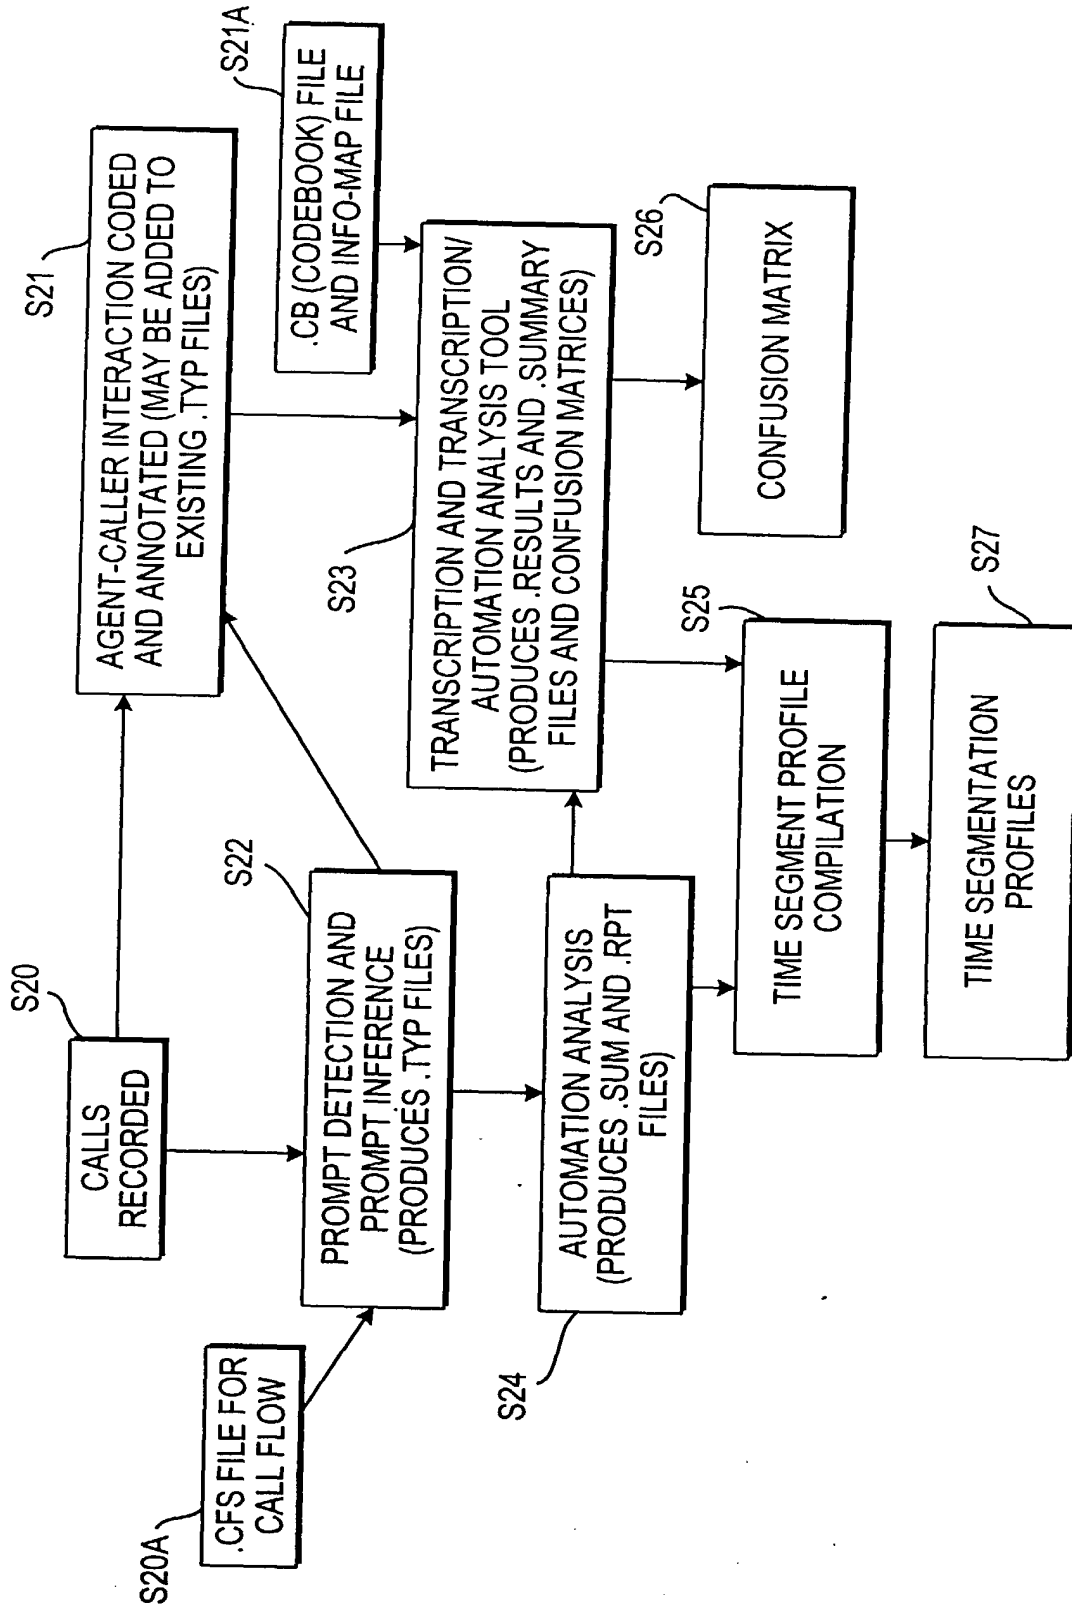 S20
CALLS
RECORDED
S21
AGENT-CALLER INTERACTION CODED
AND ANNOTATED (MAY BE ADDED TO
EXISTING .TYP FILES)
S21A
.CB (CODEBOOK) FILE
AND INFO-MAP FILE
S20A
.CFS FILE FOR
CALL FLOW
S22
PROMPT DETECTION AND
PROMPT INFERENCE
(PRODUCES .TYP FILES)
S23
TRANSCRIPTION AND TRANSCRIPTION/
AUTOMATION ANALYSIS TOOL
(PRODUCES .RESULTS AND .SUMMARY
FILES AND CONFUSION MATRICES)
S24
AUTOMATION ANALYSIS
(PRODUCES .SUM AND .RPT
FILES)
S25
TIME SEGMENT PROFILE
COMPILATION
S26
CONFUSION MATRIX
S27
TIME SEGMENTATION
PROFILES